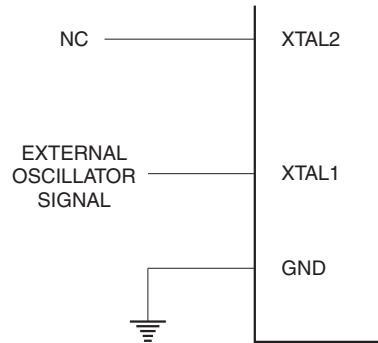 NC
XTAL2
EXTERNAL
OSCILLATOR
SIGNAL
XTAL1
GND